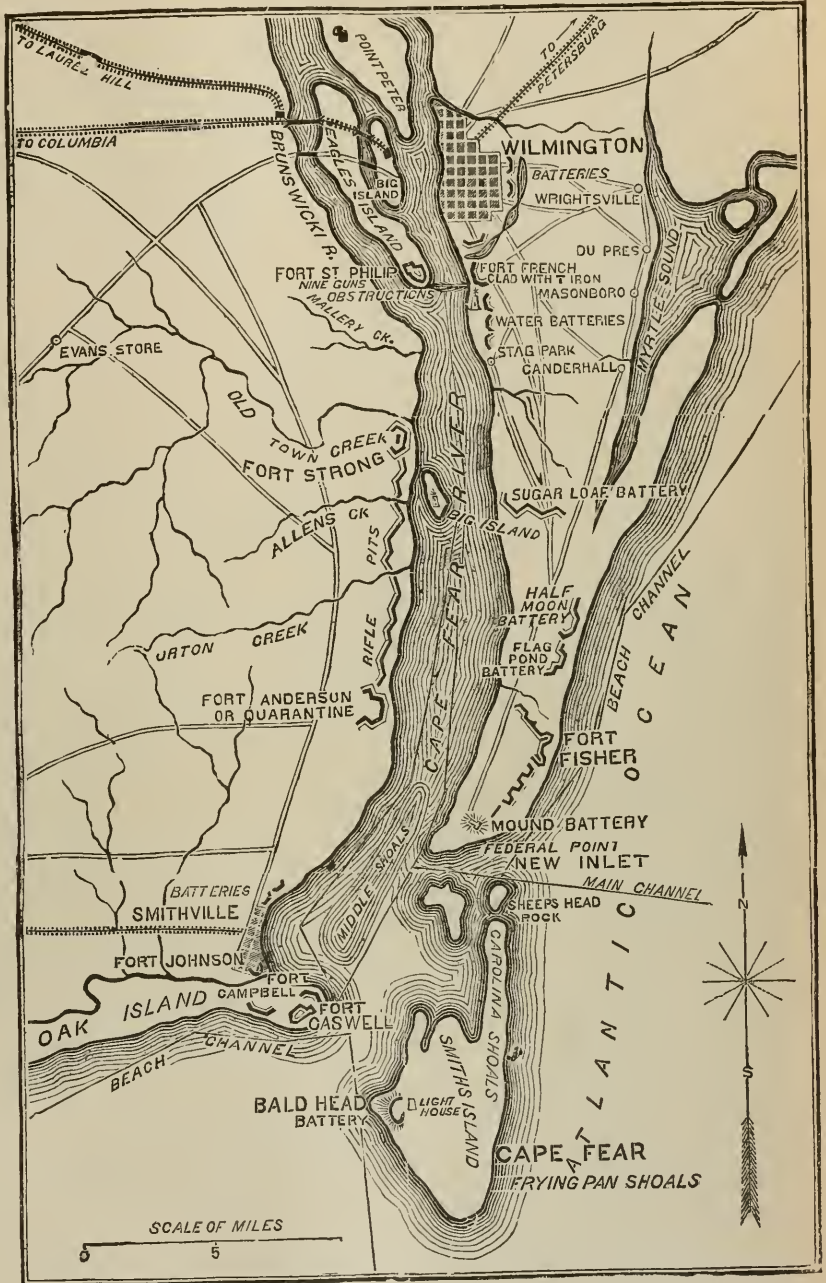 TO LAUREL HILL
POINT PETER
TO
PETERSBURG
TO COLUMBIA
BRUNSWICKI R.
EAGLES ISLAND
BIG
ISLAND
WILMINGTON
BATTERIES
WRIGHTSVILLE
DU PRES
FORT ST PHILIP
NINE GUNS
OBSTRUCTIONS
FORT FRENCH
CLAD WITH T IRON
MASONBORO
MYRTLE SOUND
MALLERY CK.
WATER BATTERIES
EVANS STORE
STAG PARK
CANDERHALL
OLD
TOWN CREEK
FORT STRONG
SUGAR LOAF BATTERY
BIG ISLAND
ALLENS CK
RIFLE PITS
CAPE FEAR RIVER
HALF
MOON
BATTERY
FLAG
POND
BATTERY
BEACH CHANNEL
URTON CREEK
FORT ANDERSUN
OR QUARANTINE
FORT
FISHER
MOUND BATTERY
FEDERAL POINT
NEW INLET
MAIN CHANNEL
MIDDLE SHOALS
BATTERIES
SMITHVILLE
SHEEPS HEAD
ROCK
FORT JOHNSON
FORT
CAMPBELL
FORT
CASWELL
OAK ISLAND
BEACH CHANNEL
CAROLINA SHOALS
SMITHS ISLAND
BALD HEAD
BATTERY
LIGHT
HOUSE
ATLANTIC OCEAN
CAPE FEAR
FRYING PAN SHOALS
N
S
SCALE OF MILES
0 5